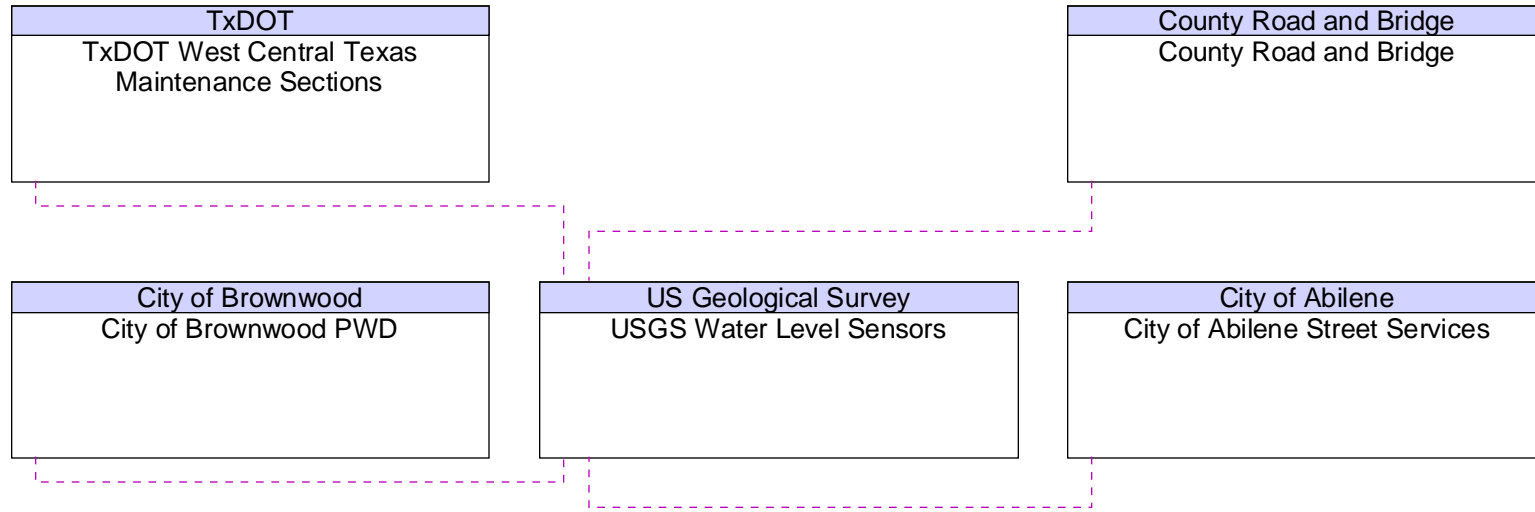 TxDOT
TxDOT West Central Texas
Maintenance Sections
County Road and Bridge
County Road and Bridge
City of Brownwood
City of Brownwood PWD
US Geological Survey
USGS Water Level Sensors
City of Abilene
City of Abilene Street Services